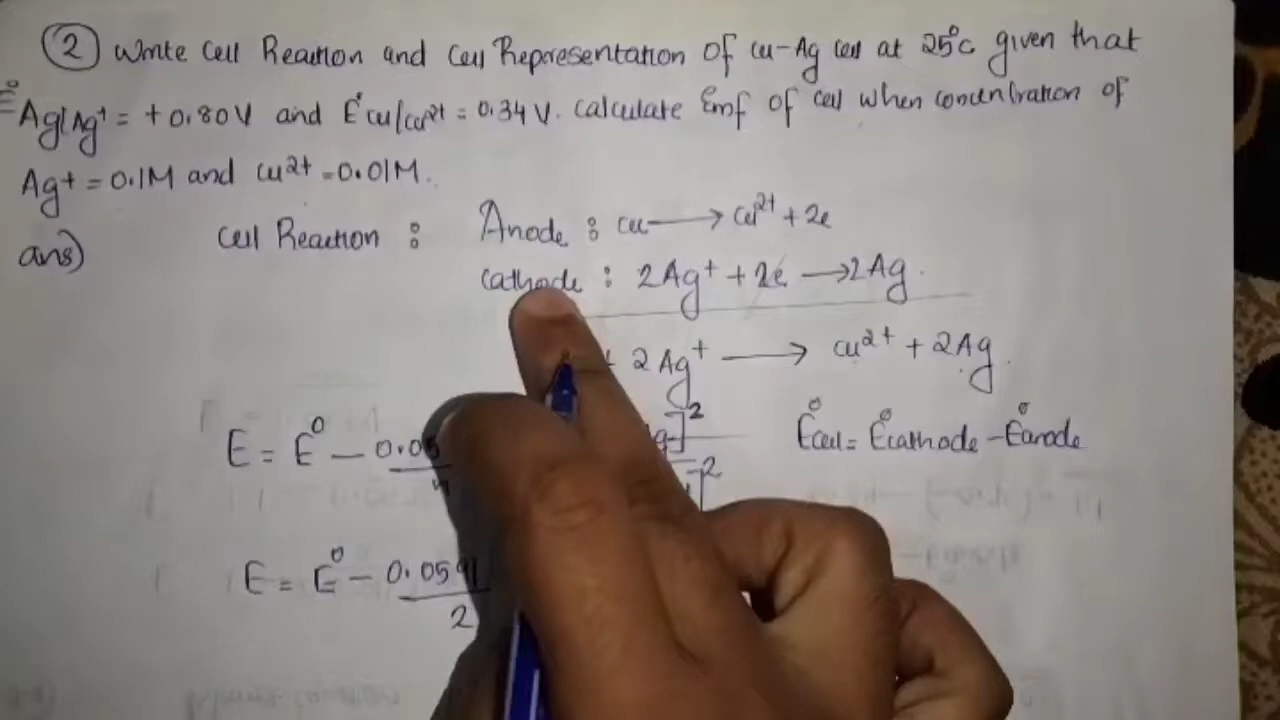 ② Write Cell Reaction and Cell Representation Of Cu-Ag cell at 25°C given that
E° Ag/Ag⁺ = +0.80V and E° Cu/Cu²⁺ = 0.34V. Calculate Emf Of cell when concentration of
Ag⁺ = 0.1M and Cu²⁺ = 0.01M.
ans) Cell Reaction : Anode : Cu → Cu²⁺ + 2e
Cathode : 2Ag⁺ + 2e → 2Ag.
2Ag⁺ → Cu²⁺ + 2Ag.
E = E° - 0.05 ]² E°Cell = E°Cathode - E°anode
n ]²
E = E° - 0.0591
2